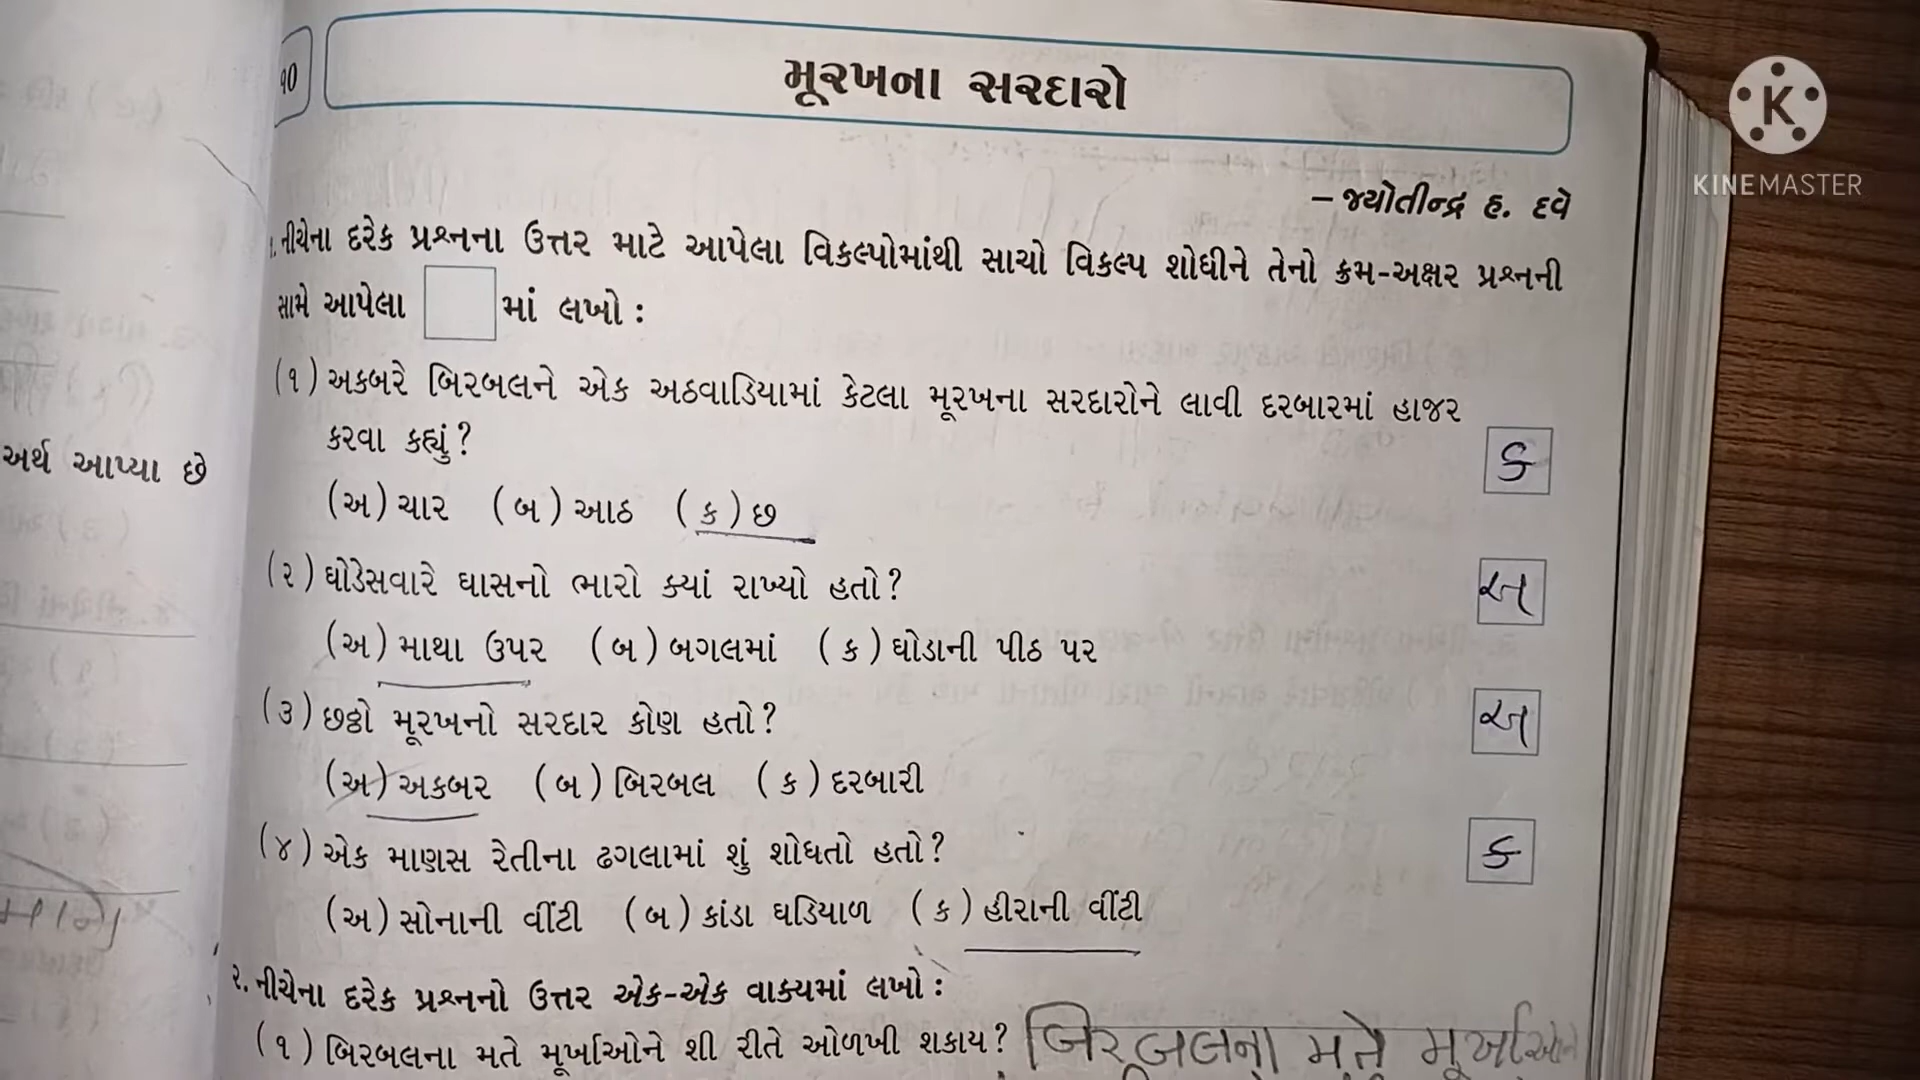 ૧૦
મૂરખના સરદારો
K
KINEMASTER
– જ્યોતીન્દ્ર હ. દવે
૧. નીચેના દરેક પ્રશ્નના ઉત્તર માટે આપેલા વિકલ્પોમાંથી સાચો વિકલ્પ શોધીને તેનો ક્રમ-અક્ષર પ્રશ્નની
સામે આપેલા માં લખો :
(૧) અકબરે બિરબલને એક અઠવાડિયામાં કેટલા મૂરખના સરદારોને લાવી દરબારમાં હાજર
કરવા કહ્યું? ક
(અ) ચાર (બ) આઠ (ક) છ
(૨) ઘોડેસવારે ઘાસનો ભારો ક્યાં રાખ્યો હતો? અ
(અ) માથા ઉપર (બ) બગલમાં (ક) ઘોડાની પીઠ પર
(૩) છઠ્ઠો મૂરખનો સરદાર કોણ હતો? અ
(અ) અકબર (બ) બિરબલ (ક) દરબારી
(૪) એક માણસ રેતીના ઢગલામાં શું શોધતો હતો? ક
(અ) સોનાની વીંટી (બ) કાંડા ઘડિયાળ (ક) હીરાની વીંટી
૨. નીચેના દરેક પ્રશ્નનો ઉત્તર એક-એક વાક્યમાં લખો :
(૧) બિરબલના મતે મૂર્ખાઓને શી રીતે ઓળખી શકાય? બિરબલના મતે મૂર્ખાઓને
અર્થ આપ્યા છે